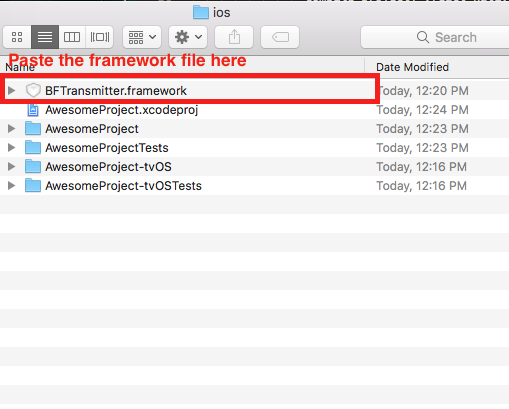 ios
Search
Paste the framework file here
Name Date Modified
BFTransmitter.framework Today, 12:20 PM
AwesomeProject.xcodeproj Today, 12:24 PM
AwesomeProject Today, 12:23 PM
AwesomeProjectTests Today, 12:23 PM
AwesomeProject-tvOS Today, 12:16 PM
AwesomeProject-tvOSTests Today, 12:16 PM